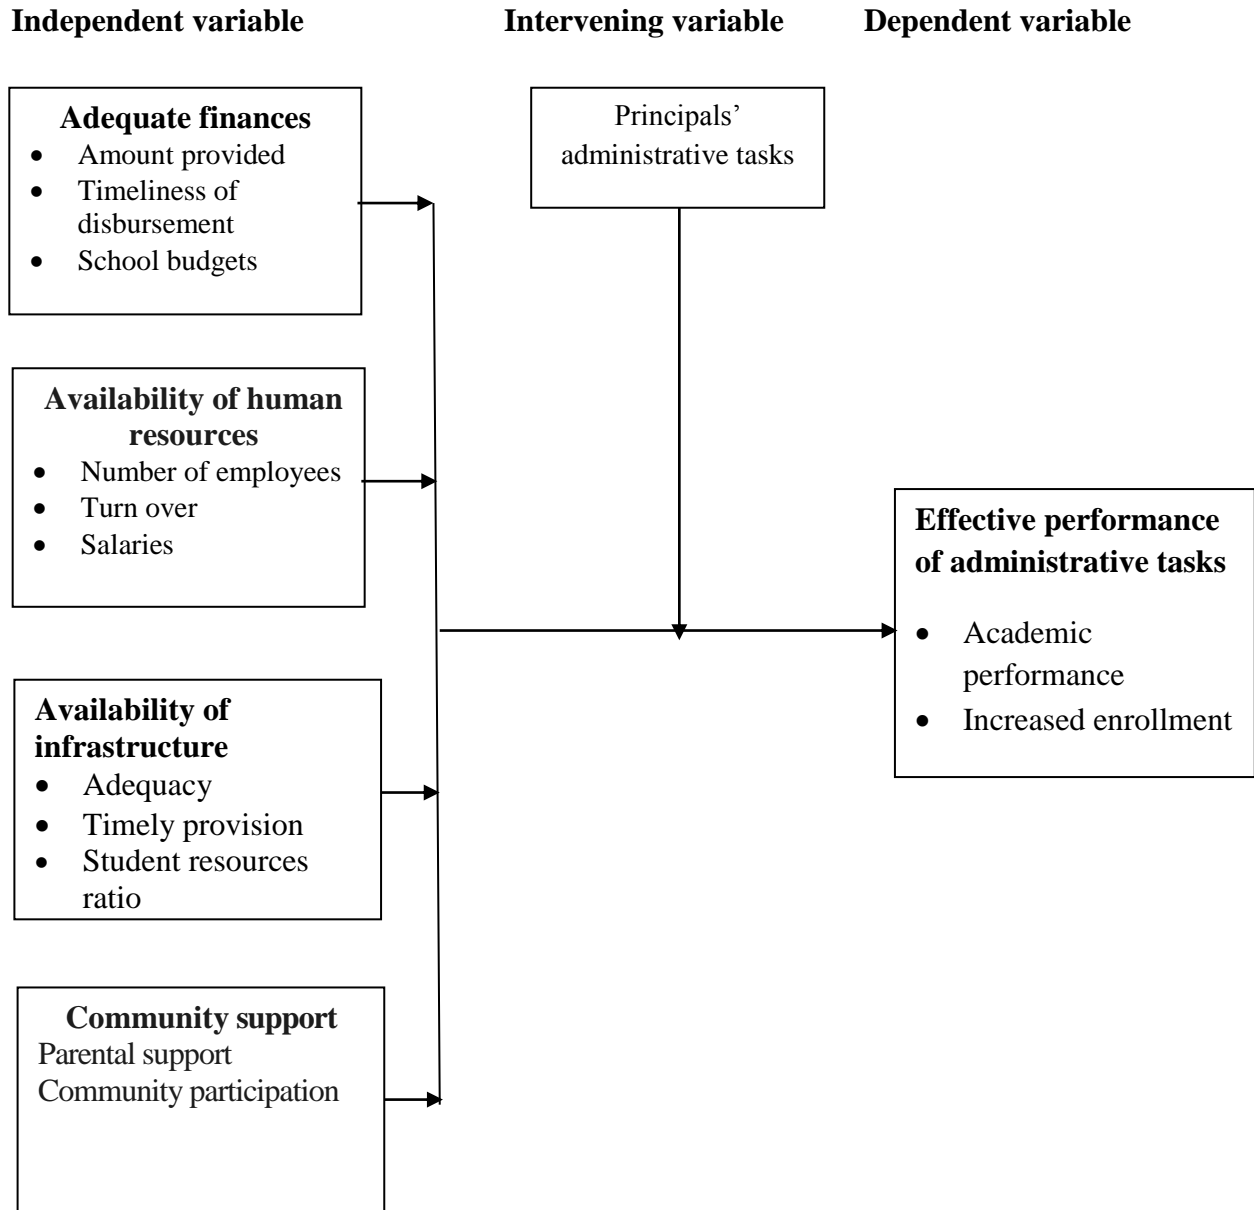 Independent variable
Intervening variable
Dependent variable
Adequate finances
• Amount provided
• Timeliness of
disbursement
• School budgets
Availability of human
resources
• Number of employees
• Turn over
• Salaries
Availability of
infrastructure
• Adequacy
• Timely provision
• Student resources
ratio
Community support
Parental support
Community participation
Principals’
administrative tasks
Effective performance
of administrative tasks
• Academic
performance
• Increased enrollment